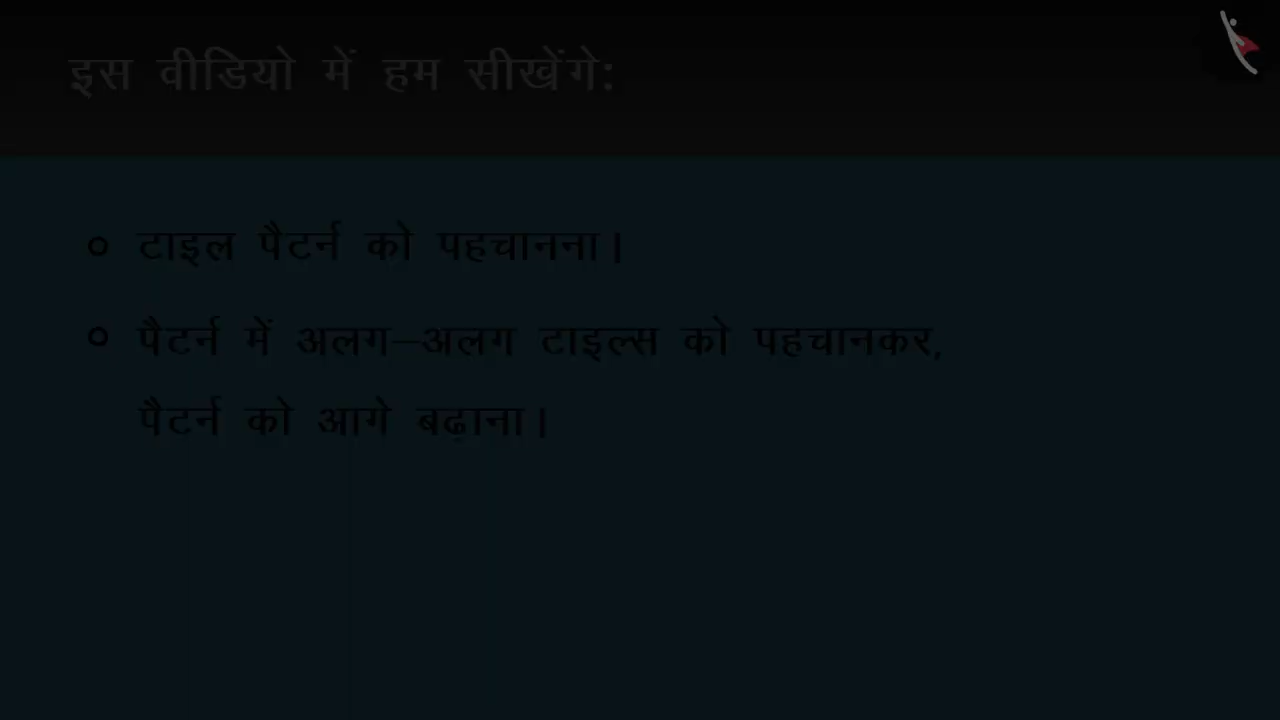 इस वीडियो में हम सीखेंगे:
टाइल पैटर्न को पहचानना।
पैटर्न में अलग–अलग टाइल्स को पहचानकर,
पैटर्न को आगे बढ़ाना।